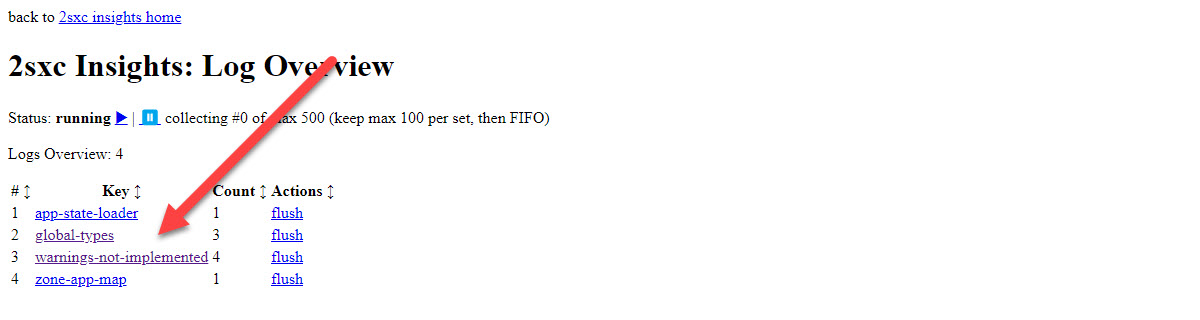 back to 2sxc insights home
2sxc Insights: Log Overview
Status: running ▶ | ⏸ collecting #0 of max 500 (keep max 100 per set, then FIFO)
Logs Overview: 4
# ↕ Key ↕ Count ↕ Actions ↕
1 app-state-loader 1 flush
2 global-types 3 flush
3 warnings-not-implemented 4 flush
4 zone-app-map 1 flush